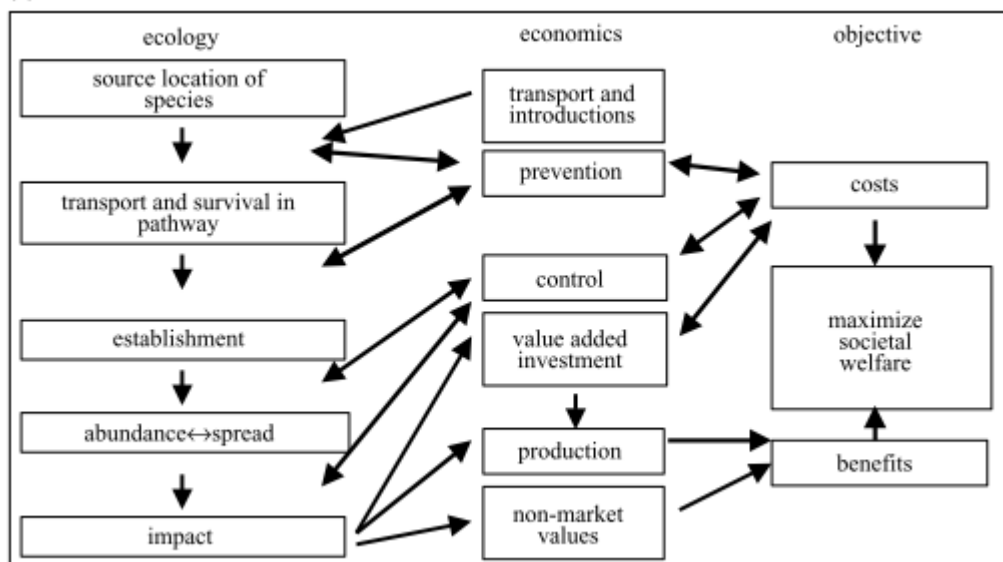 ecology
economics
objective
source location of
species
transport and survival in
pathway
establishment
abundance↔spread
impact
transport and
introductions
prevention
control
value added
investment
production
non-market
values
costs
maximize
societal
welfare
benefits